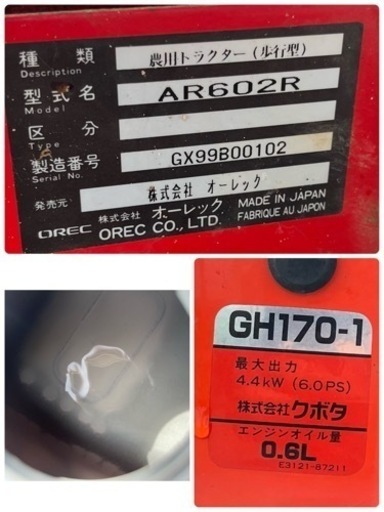 種類 農用トラクター(歩行型)
Description
型式名 AR602R
Model
区分
Type
製造番号 GX99B00102
Serial No.
発売元 株式会社 オーレック
OREC 株式会社 オーレック MADE IN JAPAN
OREC CO., LTD. FABRIQUE AU JAPON
GH170-1
最大出力
4.4kW (6.0PS)
株式会社クボタ
エンジンオイル量
0.6L
E3121-87211